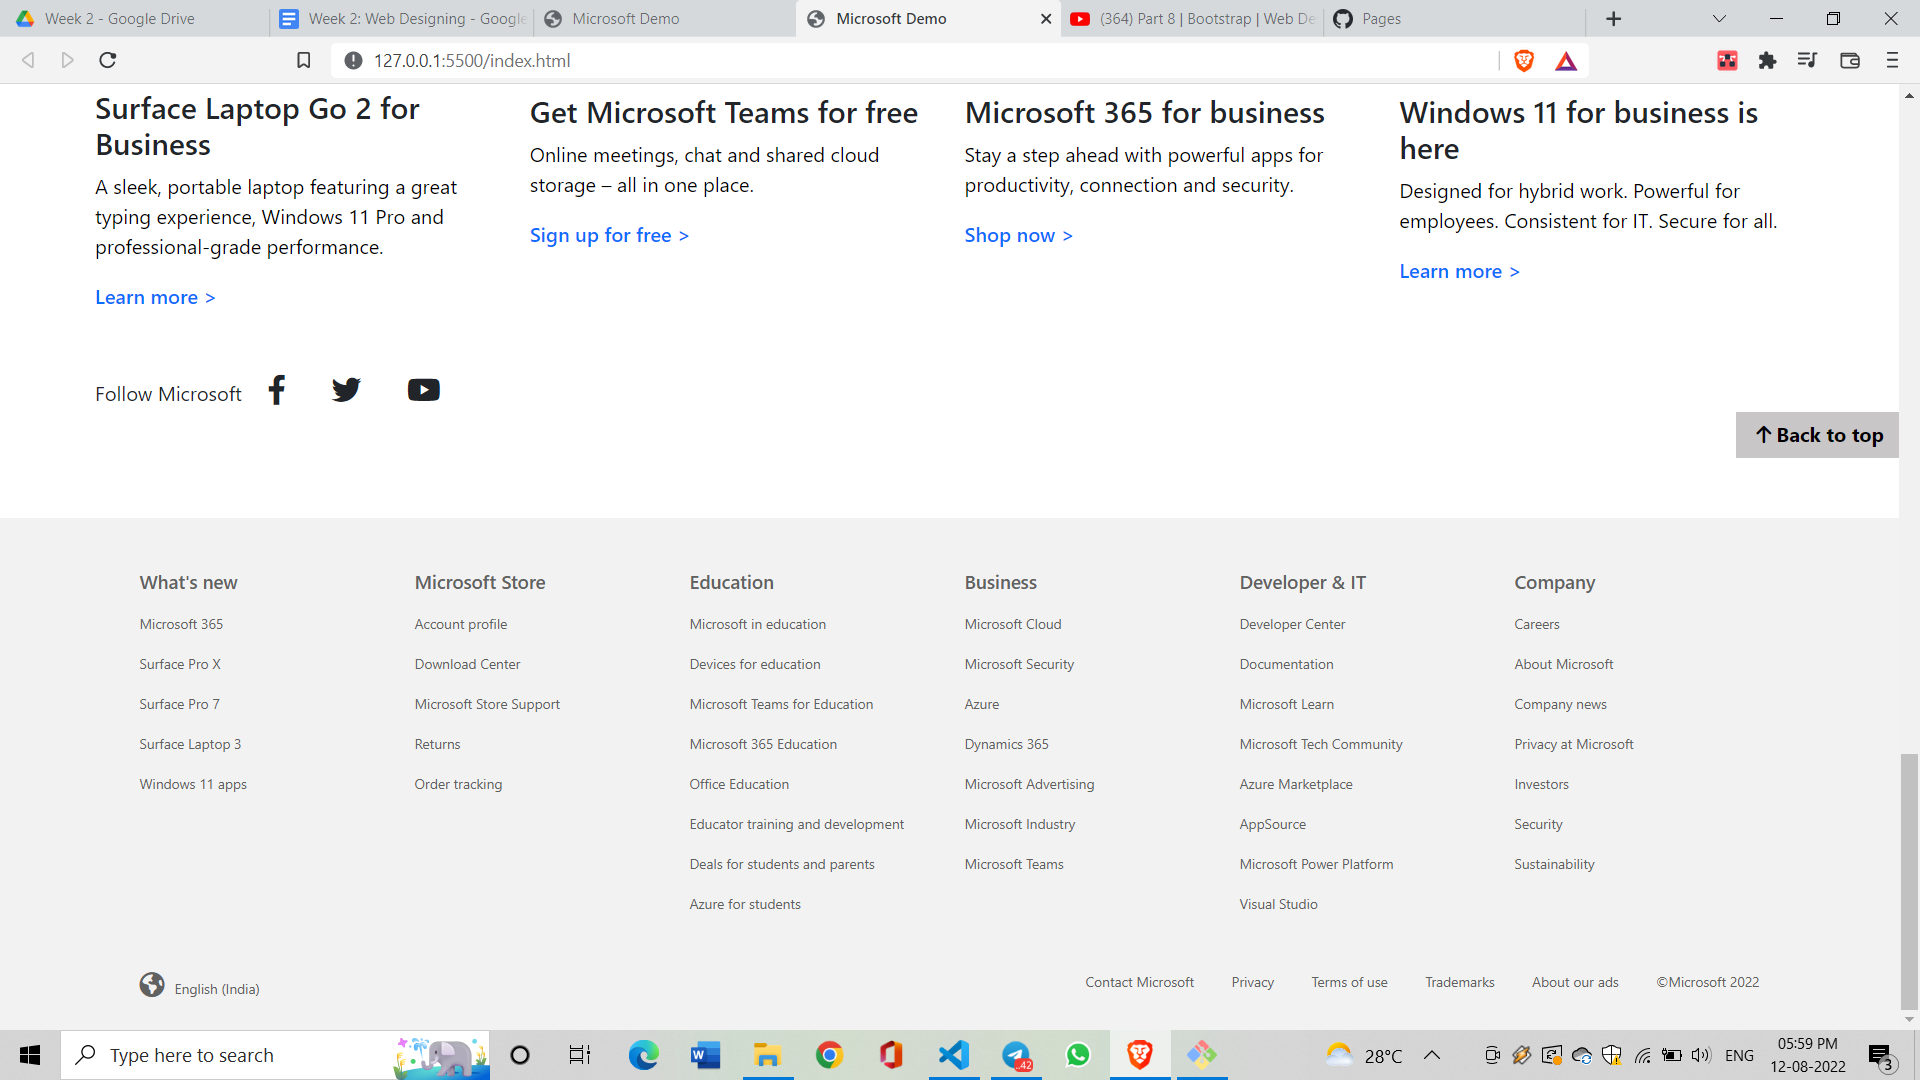 Week 2 - Google Drive
Week 2: Web Designing - Google
Microsoft Demo
Microsoft Demo
(364) Part 8 | Bootstrap | Web De
Pages
127.0.0.1:5500/index.html
Surface Laptop Go 2 for
Business
A sleek, portable laptop featuring a great
typing experience, Windows 11 Pro and
professional-grade performance.
Learn more >
Get Microsoft Teams for free
Online meetings, chat and shared cloud
storage – all in one place.
Sign up for free >
Microsoft 365 for business
Stay a step ahead with powerful apps for
productivity, connection and security.
Shop now >
Windows 11 for business is
here
Designed for hybrid work. Powerful for
employees. Consistent for IT. Secure for all.
Learn more >
Follow Microsoft
Back to top
What's new
Microsoft 365
Surface Pro X
Surface Pro 7
Surface Laptop 3
Windows 11 apps
Microsoft Store
Account profile
Download Center
Microsoft Store Support
Returns
Order tracking
Education
Microsoft in education
Devices for education
Microsoft Teams for Education
Microsoft 365 Education
Office Education
Educator training and development
Deals for students and parents
Azure for students
Business
Microsoft Cloud
Microsoft Security
Azure
Dynamics 365
Microsoft Advertising
Microsoft Industry
Microsoft Teams
Developer & IT
Developer Center
Documentation
Microsoft Learn
Microsoft Tech Community
Azure Marketplace
AppSource
Microsoft Power Platform
Visual Studio
Company
Careers
About Microsoft
Company news
Privacy at Microsoft
Investors
Security
Sustainability
English (India)
Contact Microsoft
Privacy
Terms of use
Trademarks
About our ads
©Microsoft 2022
Type here to search
..42
28°C
ENG
05:59 PM
12-08-2022
3